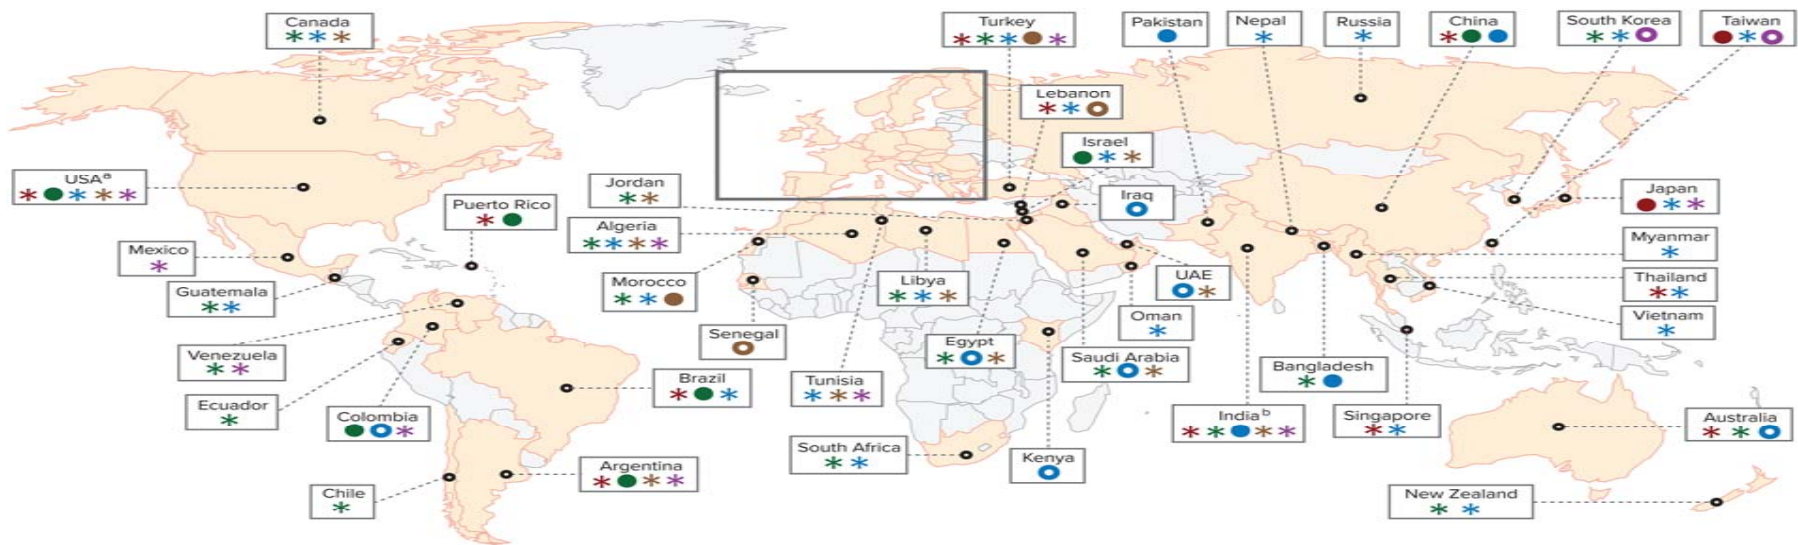 Canada
Turkey
Pakistan
Nepal
Russia
China
South Korea
Taiwan
Lebanon
Israel
USAᵃ
Jordan
Iraq
Japan
Puerto Rico
Algeria
Mexico
Myanmar
Guatemala
Morocco
Libya
UAE
Thailand
Senegal
Oman
Vietnam
Venezuela
Egypt
Saudi Arabia
Brazil
Tunisia
Bangladesh
Ecuador
Colombia
Indiaᵇ
Singapore
Australia
South Africa
Kenya
Argentina
Chile
New Zealand